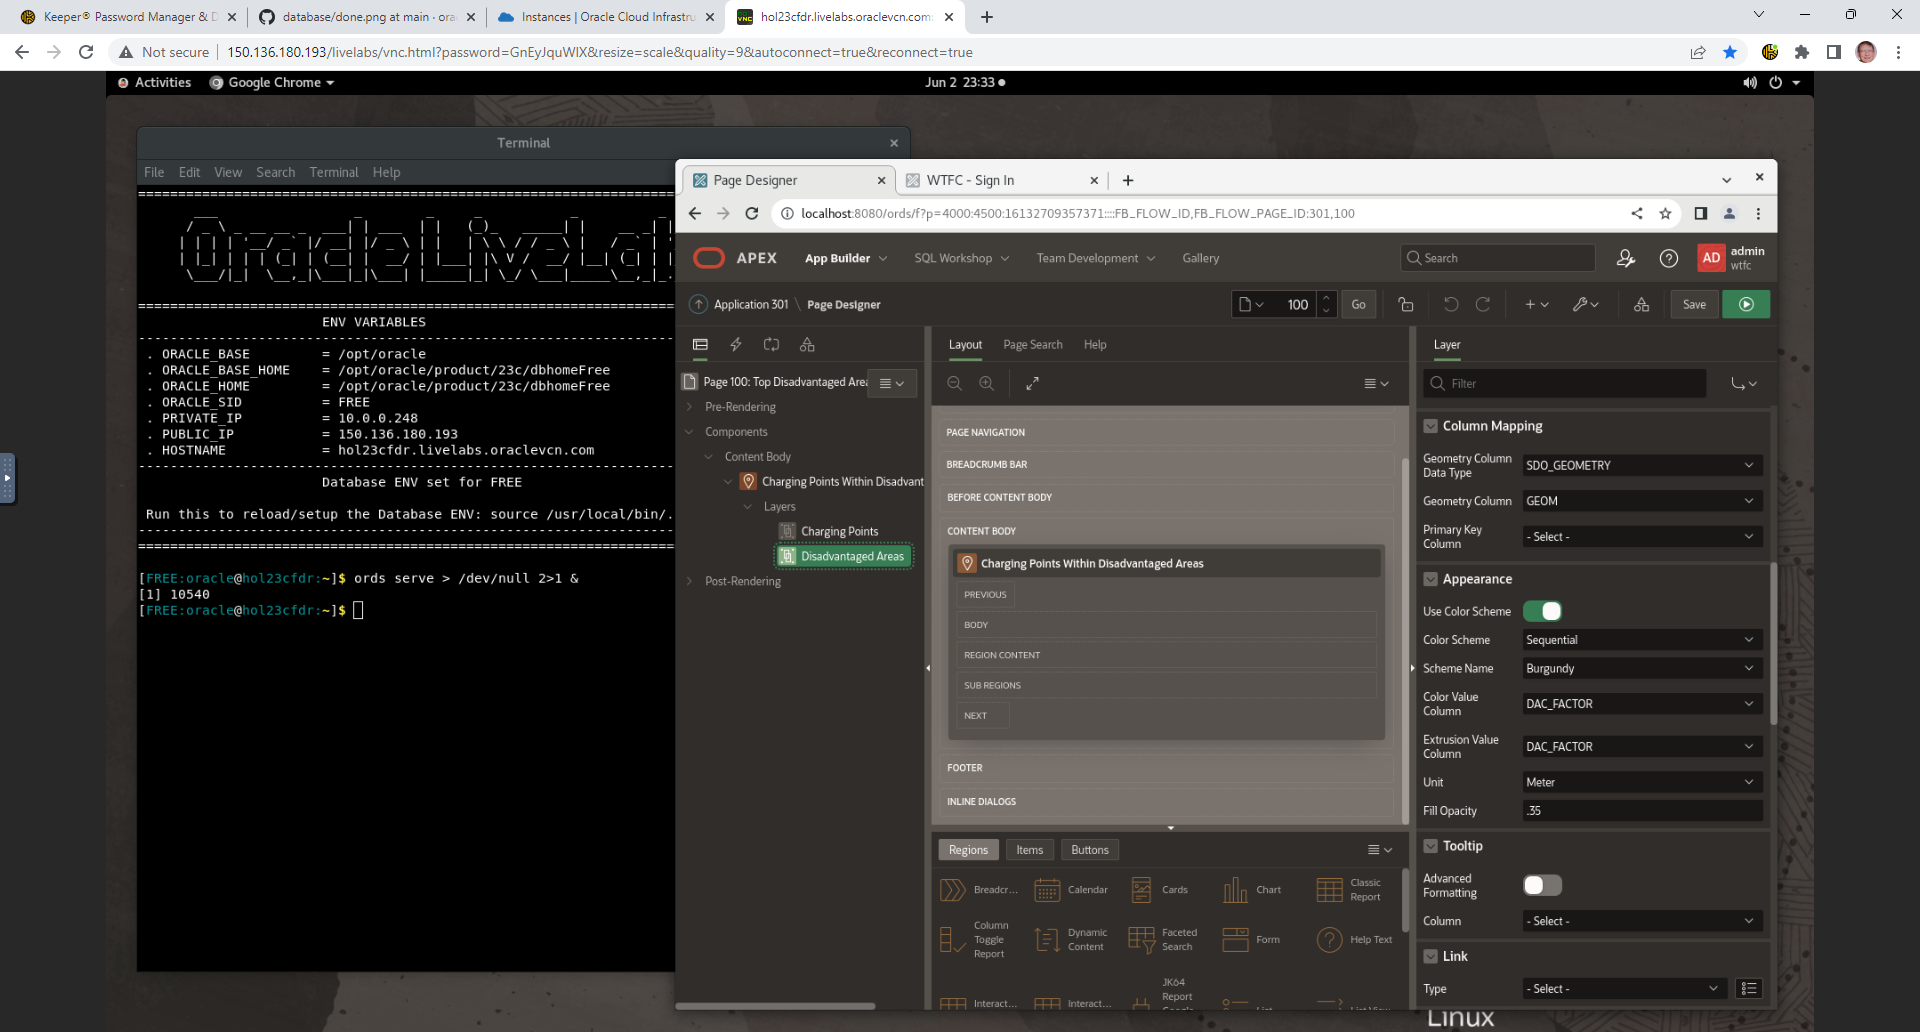 Keeper® Password Manager & D
database/done.png at main · ora
Instances | Oracle Cloud Infrastru
hol23cfdr.livelabs.oraclevcn.com:
Not secure
150.136.180.193/livelabs/vnc.html?password=GnEyJquWIX&resize=scale&quality=9&autoconnect=true&reconnect=true
Activities
Google Chrome
Jun 2 23:33
Terminal
File Edit View Search Terminal Help
ENV VARIABLES
. ORACLE_BASE = /opt/oracle
. ORACLE_BASE_HOME = /opt/oracle/product/23c/dbhomeFree
. ORACLE_HOME = /opt/oracle/product/23c/dbhomeFree
. ORACLE_SID = FREE
. PRIVATE_IP = 10.0.0.248
. PUBLIC_IP = 150.136.180.193
. HOSTNAME = hol23cfdr.livelabs.oraclevcn.com
Database ENV set for FREE
Run this to reload/setup the Database ENV: source /usr/local/bin/.
[FREE:oracle@hol23cfdr:~]$ ords serve > /dev/null 2>1 &
[1] 10540
[FREE:oracle@hol23cfdr:~]$
Page Designer
WTFC - Sign In
localhost:8080/ords/f?p=4000:4500:16132709357371::::FB_FLOW_ID,FB_FLOW_PAGE_ID:301,100
APEX
App Builder
SQL Workshop
Team Development
Gallery
Search
AD
admin
wtfc
Application 301 \ Page Designer
100
Go
Save
Page 100: Top Disadvantaged Area
Pre-Rendering
Components
Content Body
Charging Points Within Disadvant
Layers
Charging Points
Disadvantaged Areas
Post-Rendering
Layout
Page Search
Help
PAGE NAVIGATION
BREADCRUMB BAR
BEFORE CONTENT BODY
CONTENT BODY
Charging Points Within Disadvantaged Areas
PREVIOUS
BODY
REGION CONTENT
SUB REGIONS
NEXT
FOOTER
INLINE DIALOGS
Regions
Items
Buttons
Breadcr...
Calendar
Cards
Chart
Classic
Report
Column
Toggle
Report
Dynamic
Content
Faceted
Search
Form
Help Text
Interact...
Interact...
JK64
Report
Google
List
List View
Layer
Filter
Column Mapping
Geometry Column
Data Type
SDO_GEOMETRY
Geometry Column
GEOM
Primary Key
Column
- Select -
Appearance
Use Color Scheme
Color Scheme
Sequential
Scheme Name
Burgundy
Color Value
Column
DAC_FACTOR
Extrusion Value
Column
DAC_FACTOR
Unit
Meter
Fill Opacity
.35
Tooltip
Advanced
Formatting
Column
- Select -
Link
Type
- Select -
Linux